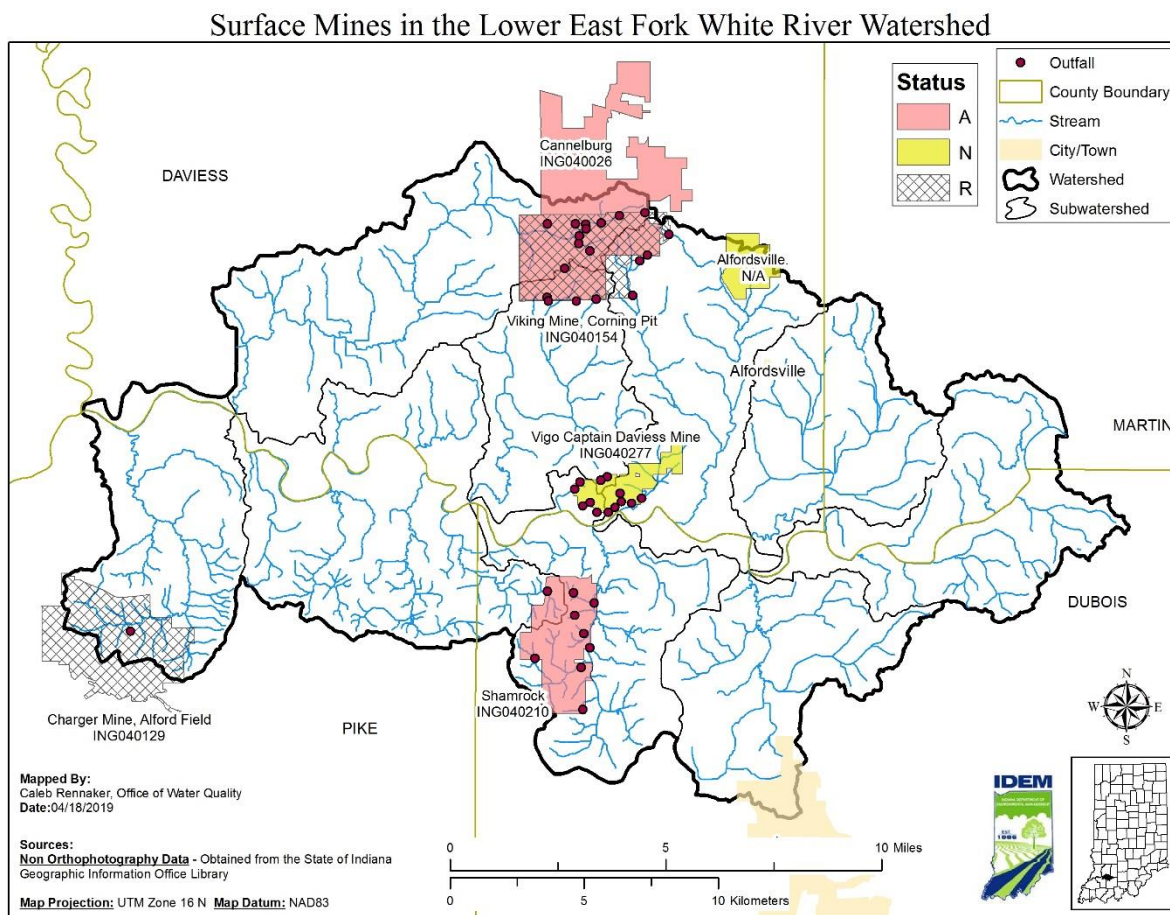 Surface Mines in the Lower East Fork White River Watershed
Status
A
N
R
Outfall
County Boundary
Stream
City/Town
Watershed
Subwatershed
DAVIESS
Cannelburg
ING040026
Alfordsville.
N/A
Viking Mine, Corning Pit
ING040154
Alfordsville
MARTIN
Vigo Captain Daviess Mine
ING040277
DUBOIS
Shamrock
ING040210
Charger Mine, Alford Field
ING040129
PIKE
N
W E
S
Mapped By:
Caleb Rennaker, Office of Water Quality
Date:04/18/2019
Sources:
Non Orthophotography Data - Obtained from the State of Indiana
Geographic Information Office Library
Map Projection: UTM Zone 16 N Map Datum: NAD83
0 5 10 Miles
0 5 10 Kilometers
IDEM
EST.
1986